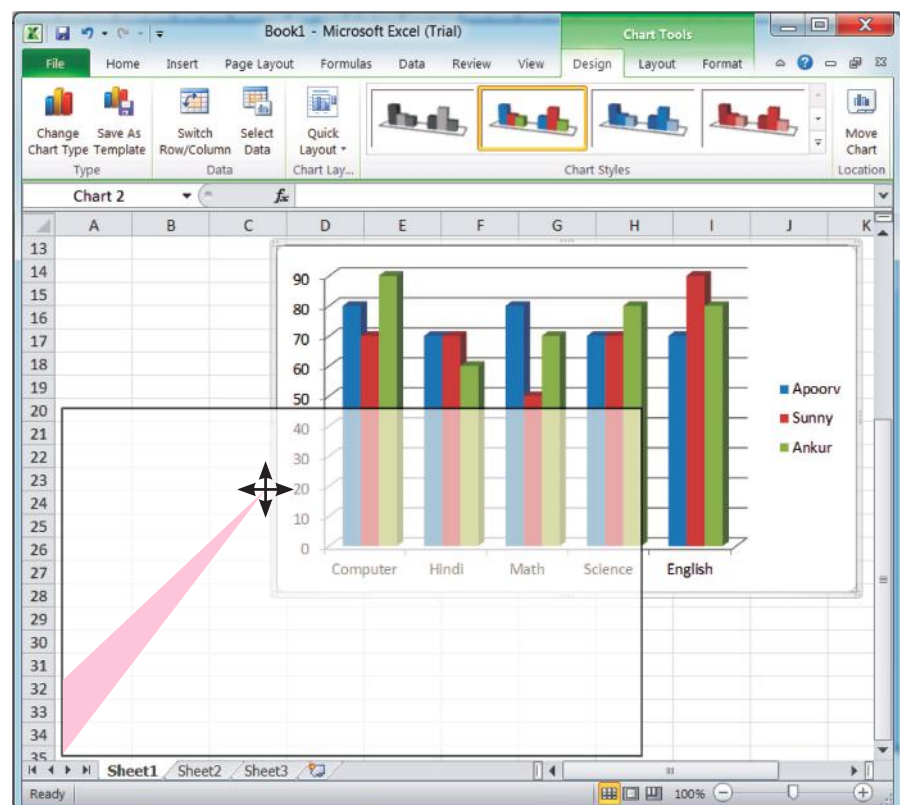 Book1 - Microsoft Excel (Trial)
Chart Tools
File Home Insert Page Layout Formulas Data Review View Design Layout Format
Change Chart Type
Save As Template
Switch Row/Column
Select Data
Quick Layout
Move Chart
Type Data Chart Lay... Chart Styles Location
Chart 2 fx
A B C D E F G H I J K
13
14
15
16
17
18
19
20
21
22
23
24
25
26
27
28
29
30
31
32
33
34
35
90
80
70
60
50
40
30
20
10
0
Computer Hindi Math Science English
Apoorv
Sunny
Ankur
Sheet1 Sheet2 Sheet3
Ready 100%